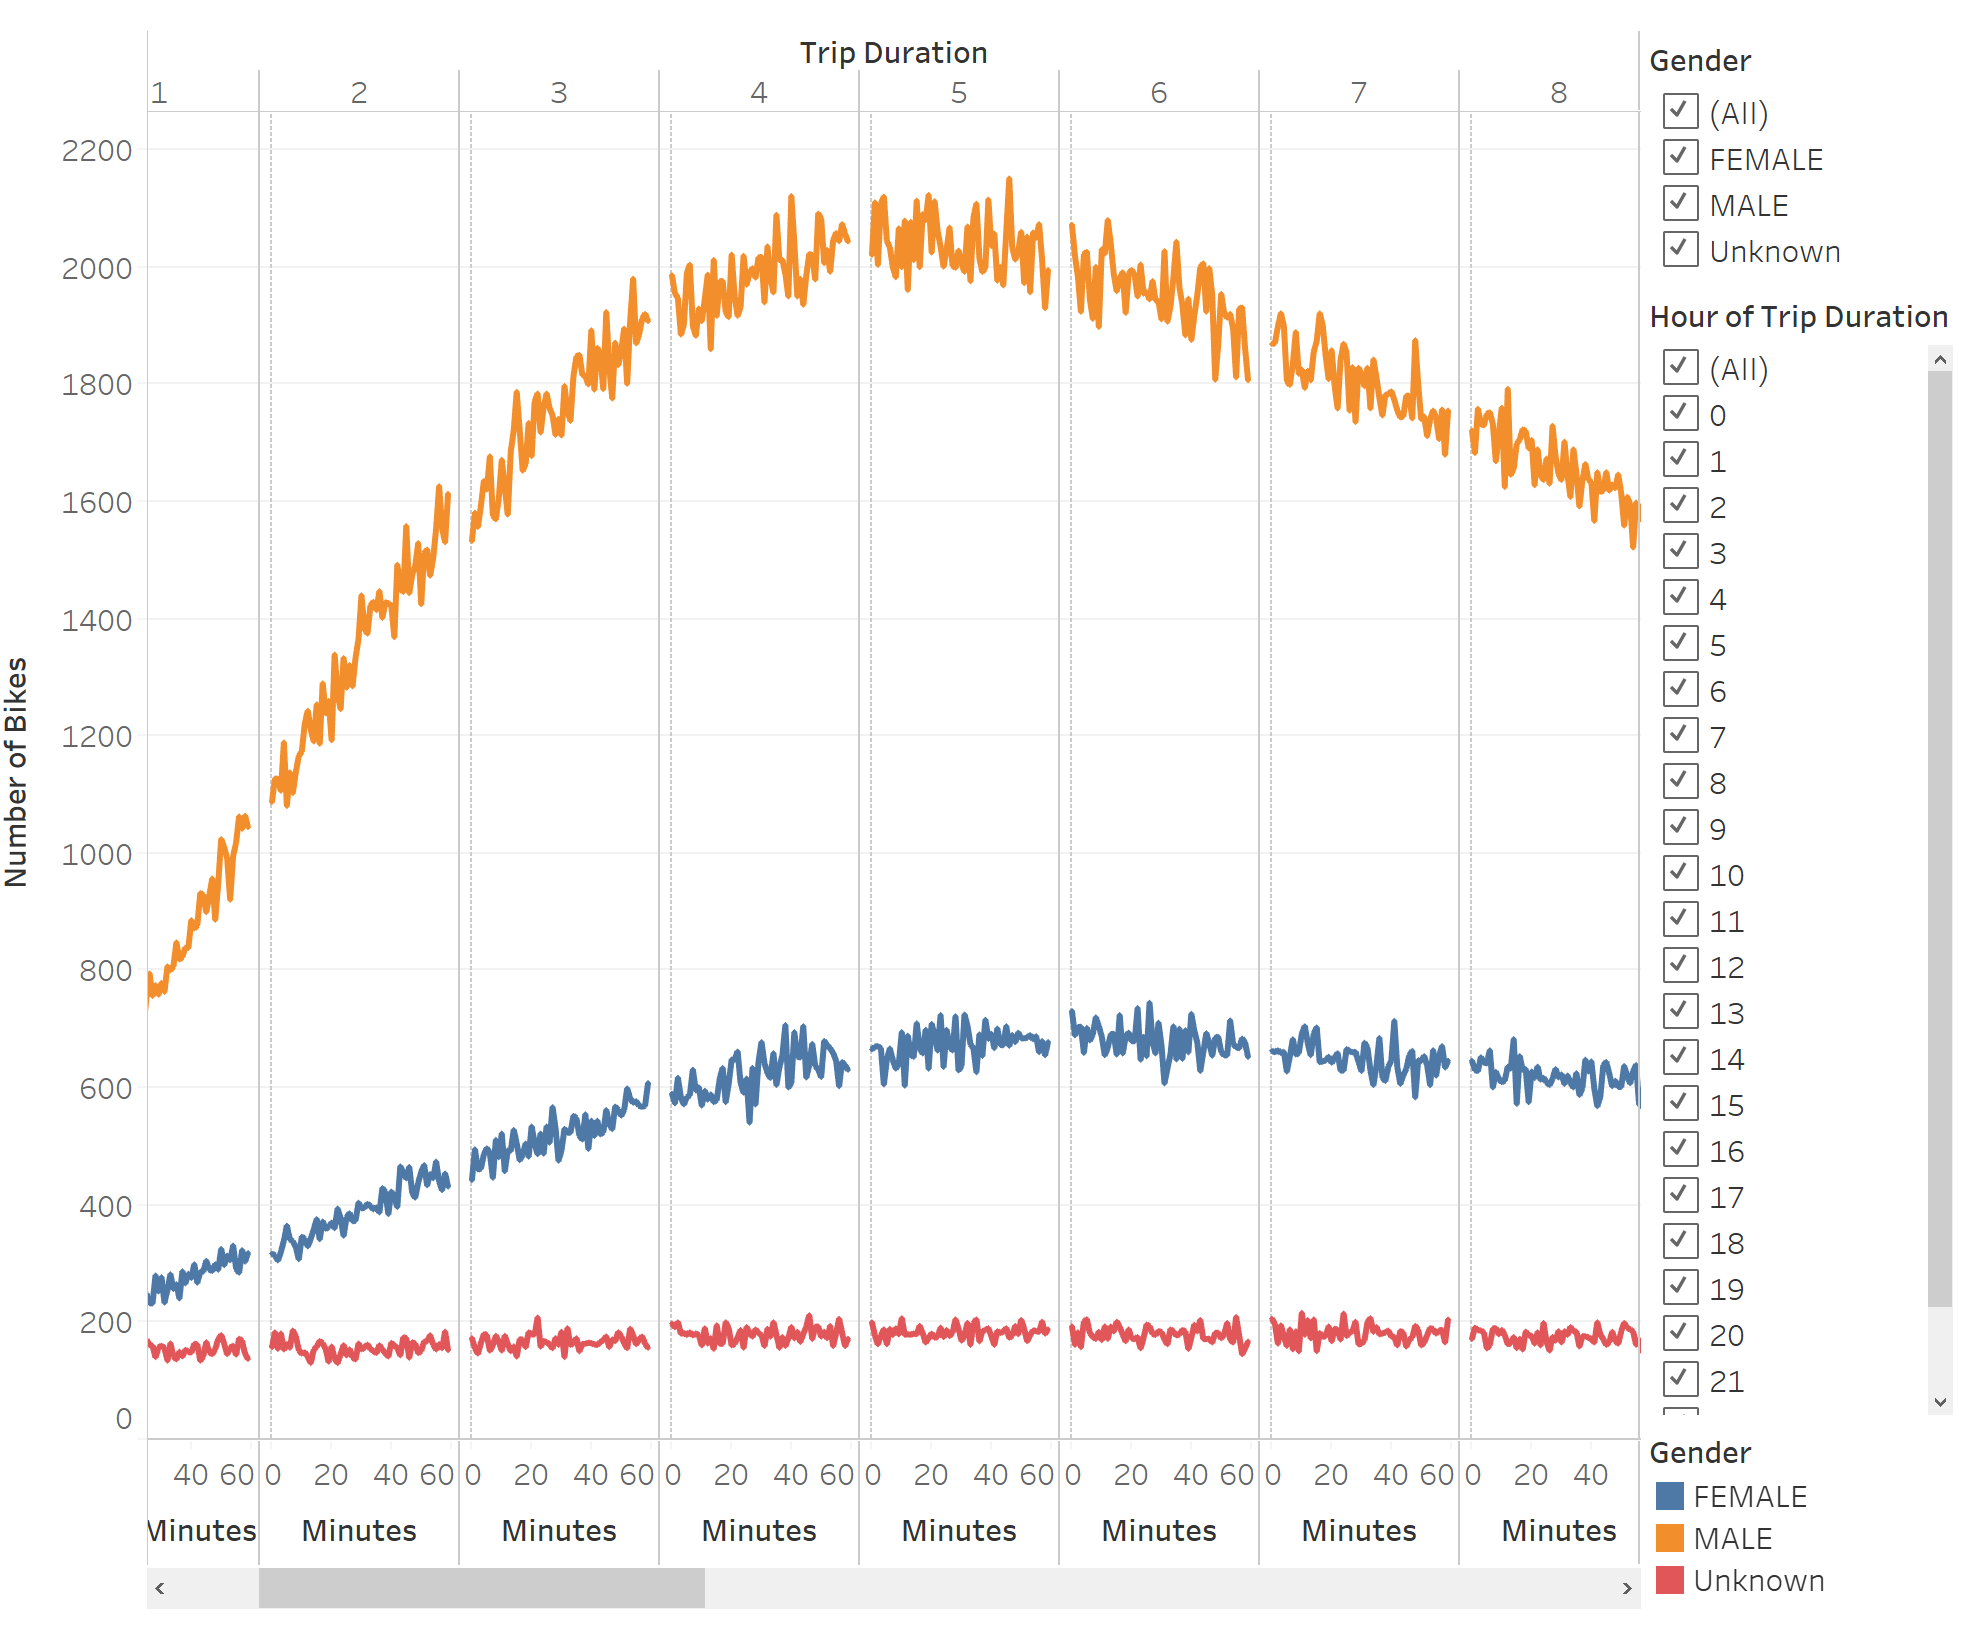 Trip Duration
1 2 3 4 5 6 7 8
2200
2000
1800
1600
1400
1200
1000
800
600
400
200
0
Number of Bikes
40 60 0 20 40 60 0 20 40 60 0 20 40 60 0 20 40 60 0 20 40 60 0 20 40 60 0 20 40
Minutes Minutes Minutes Minutes Minutes Minutes Minutes Minutes
Gender
(All)
FEMALE
MALE
Unknown
Hour of Trip Duration
(All)
0
1
2
3
4
5
6
7
8
9
10
11
12
13
14
15
16
17
18
19
20
21
Gender
FEMALE
MALE
Unknown